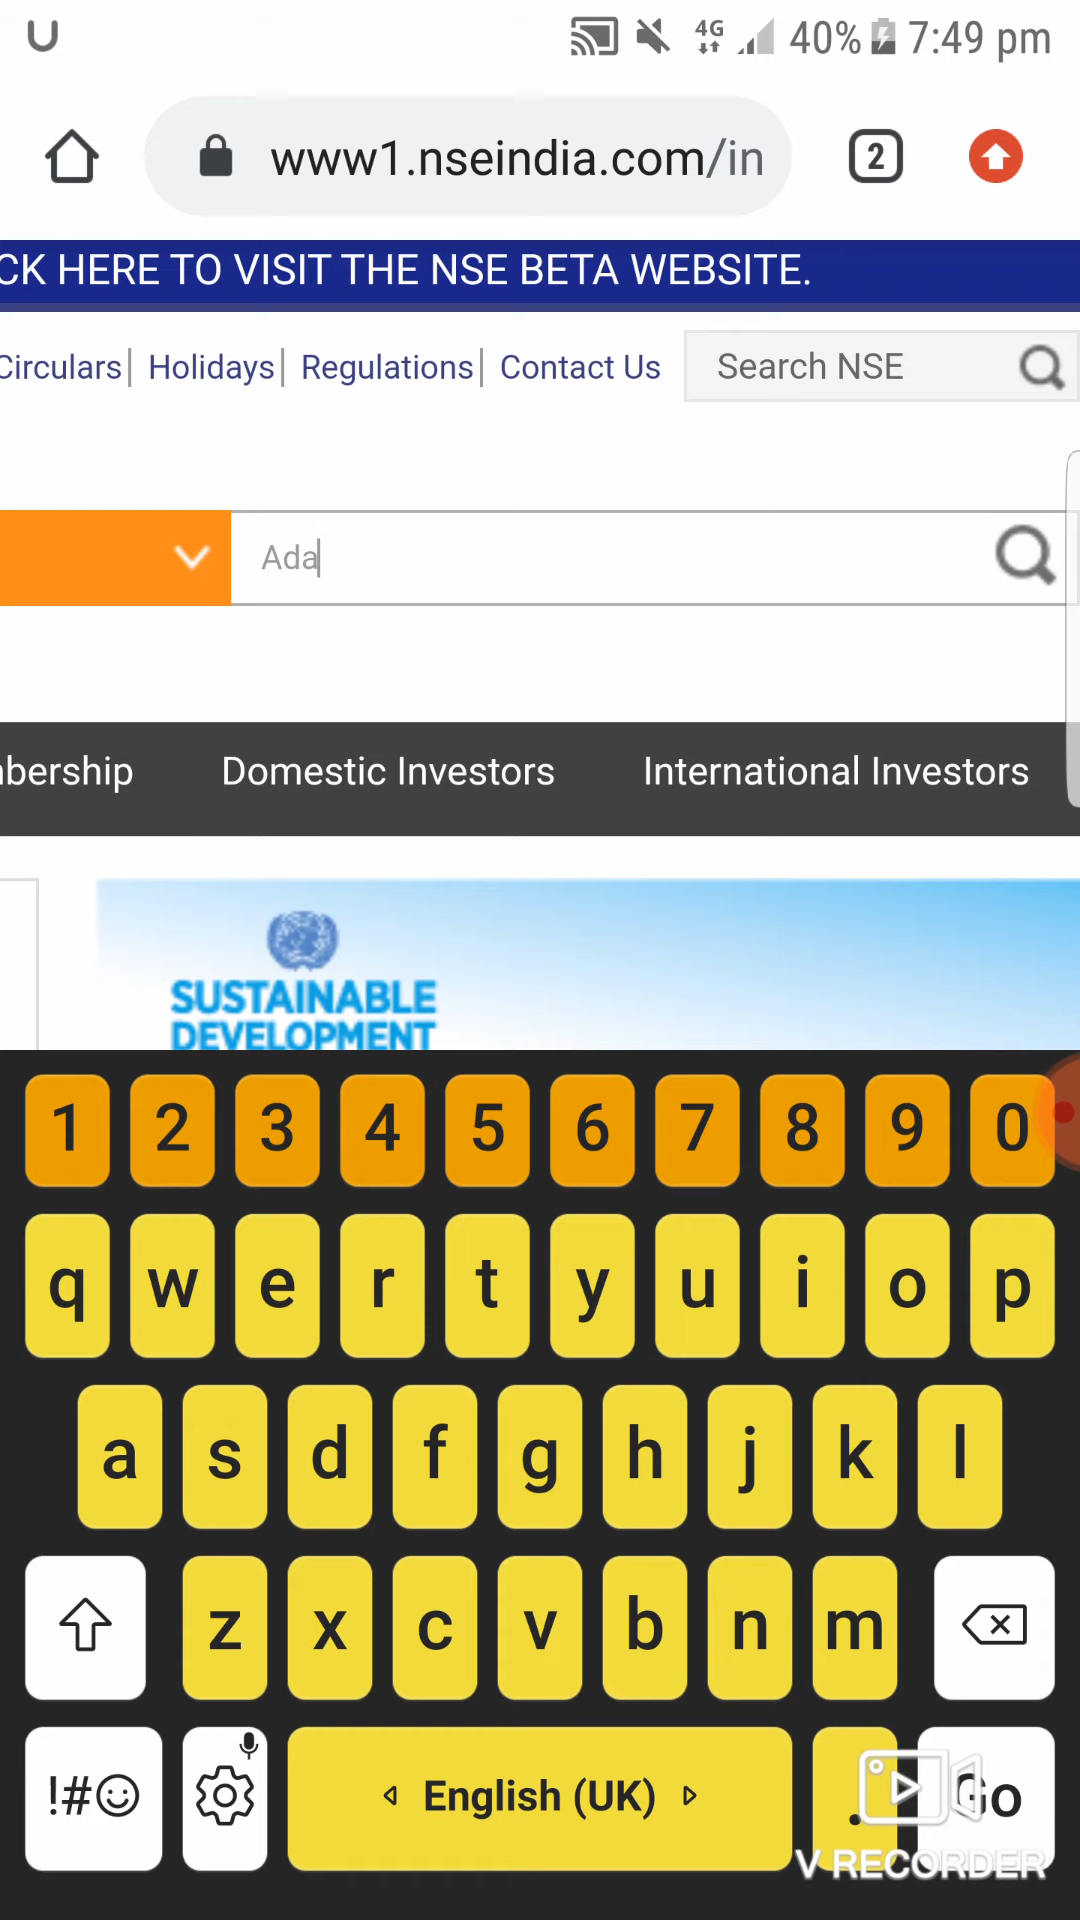 4G 40% 7:49 pm
www1.nseindia.com/in 2
CK HERE TO VISIT THE NSE BETA WEBSITE.
Circulars| Holidays| Regulations| Contact Us Search NSE
Ada
bership Domestic Investors International Investors
SUSTAINABLE
DEVELOPMENT
1 2 3 4 5 6 7 8 9 0
q w e r t y u i o p
a s d f g h j k l
z x c v b n m
!#☺ English (UK) . Go
V RECORDER